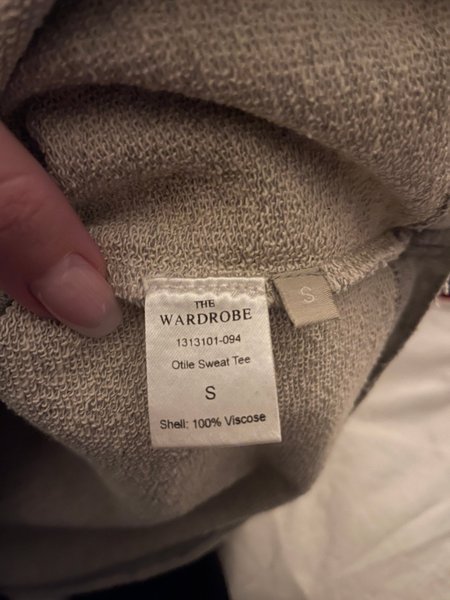 THE
WARDROBE
1313101-094
Otile Sweat Tee
S
Shell: 100% Viscose
S